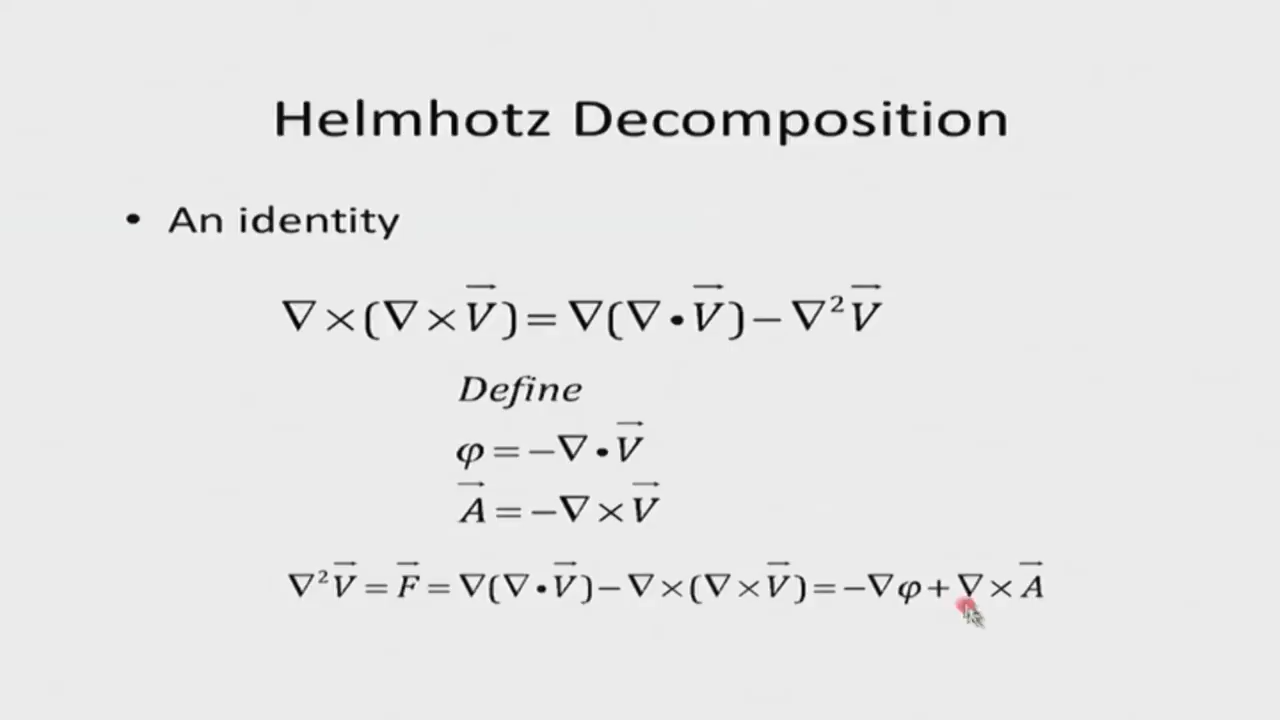 Helmhotz Decomposition
• An identity
∇×(∇×V⃗)=∇(∇•V⃗)−∇²V⃗
Define
φ=−∇•V⃗
A⃗=−∇×V⃗
∇²V⃗=F⃗=∇(∇•V⃗)−∇×(∇×V⃗)=−∇φ+∇×A⃗